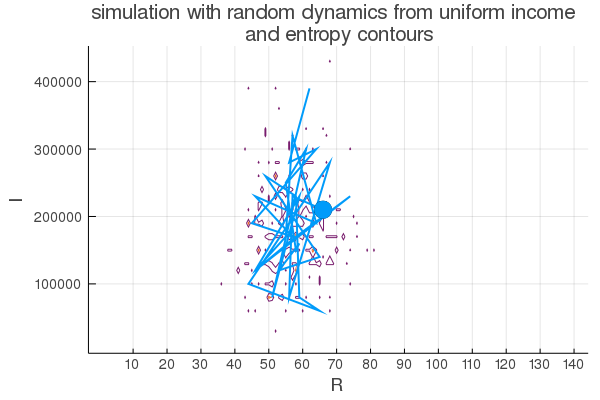 simulation with random dynamics from uniform income
and entropy contours
400000
300000
200000
100000
I
10 20 30 40 50 60 70 80 90 100 110 120 130 140
R